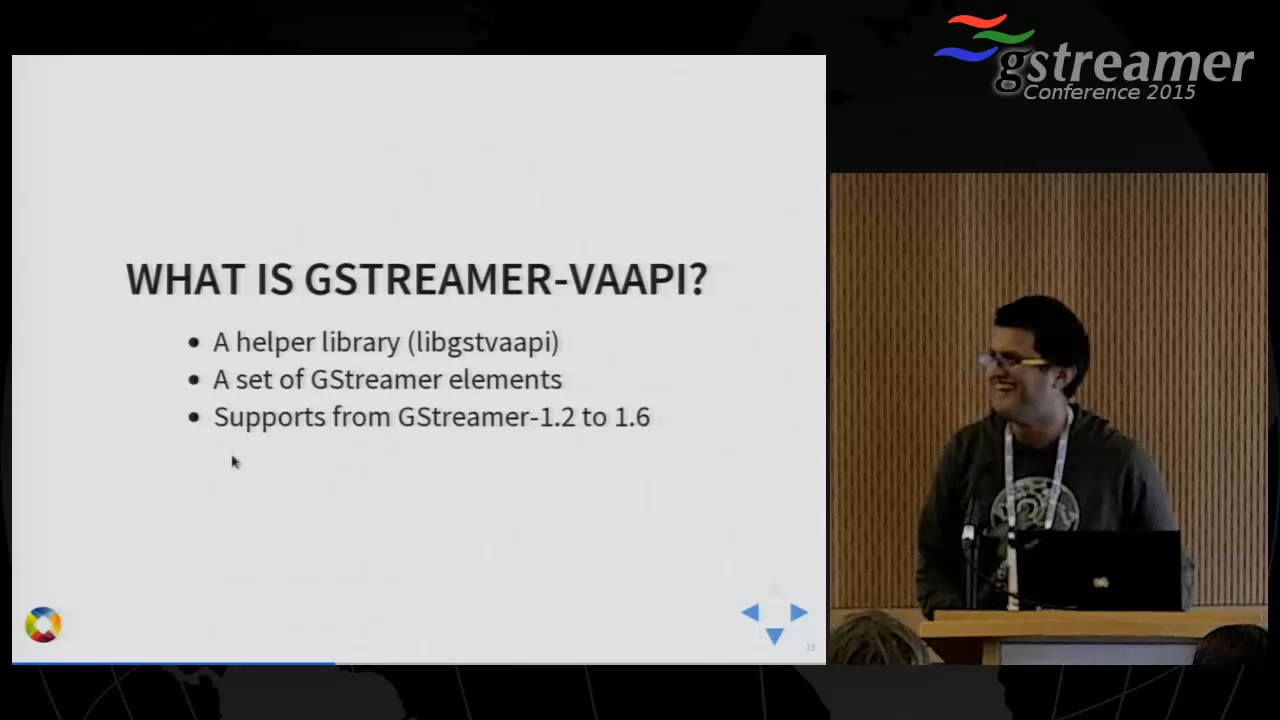 gstreamer
Conference 2015
WHAT IS GSTREAMER-VAAPI?
• A helper library (libgstvaapi)
• A set of GStreamer elements
• Supports from GStreamer-1.2 to 1.6
13